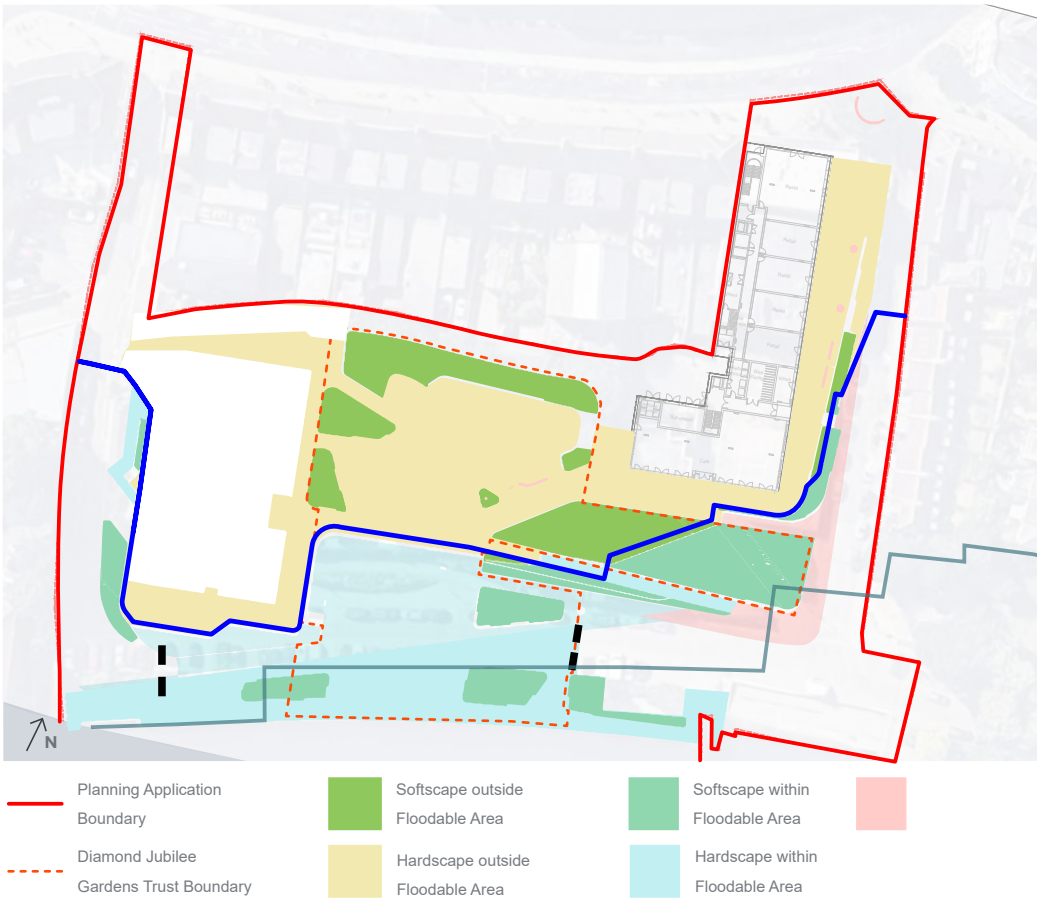 N
Planning Application
Boundary
Diamond Jubilee
Gardens Trust Boundary
Softscape outside
Floodable Area
Hardscape outside
Floodable Area
Softscape within
Floodable Area
Hardscape within
Floodable Area